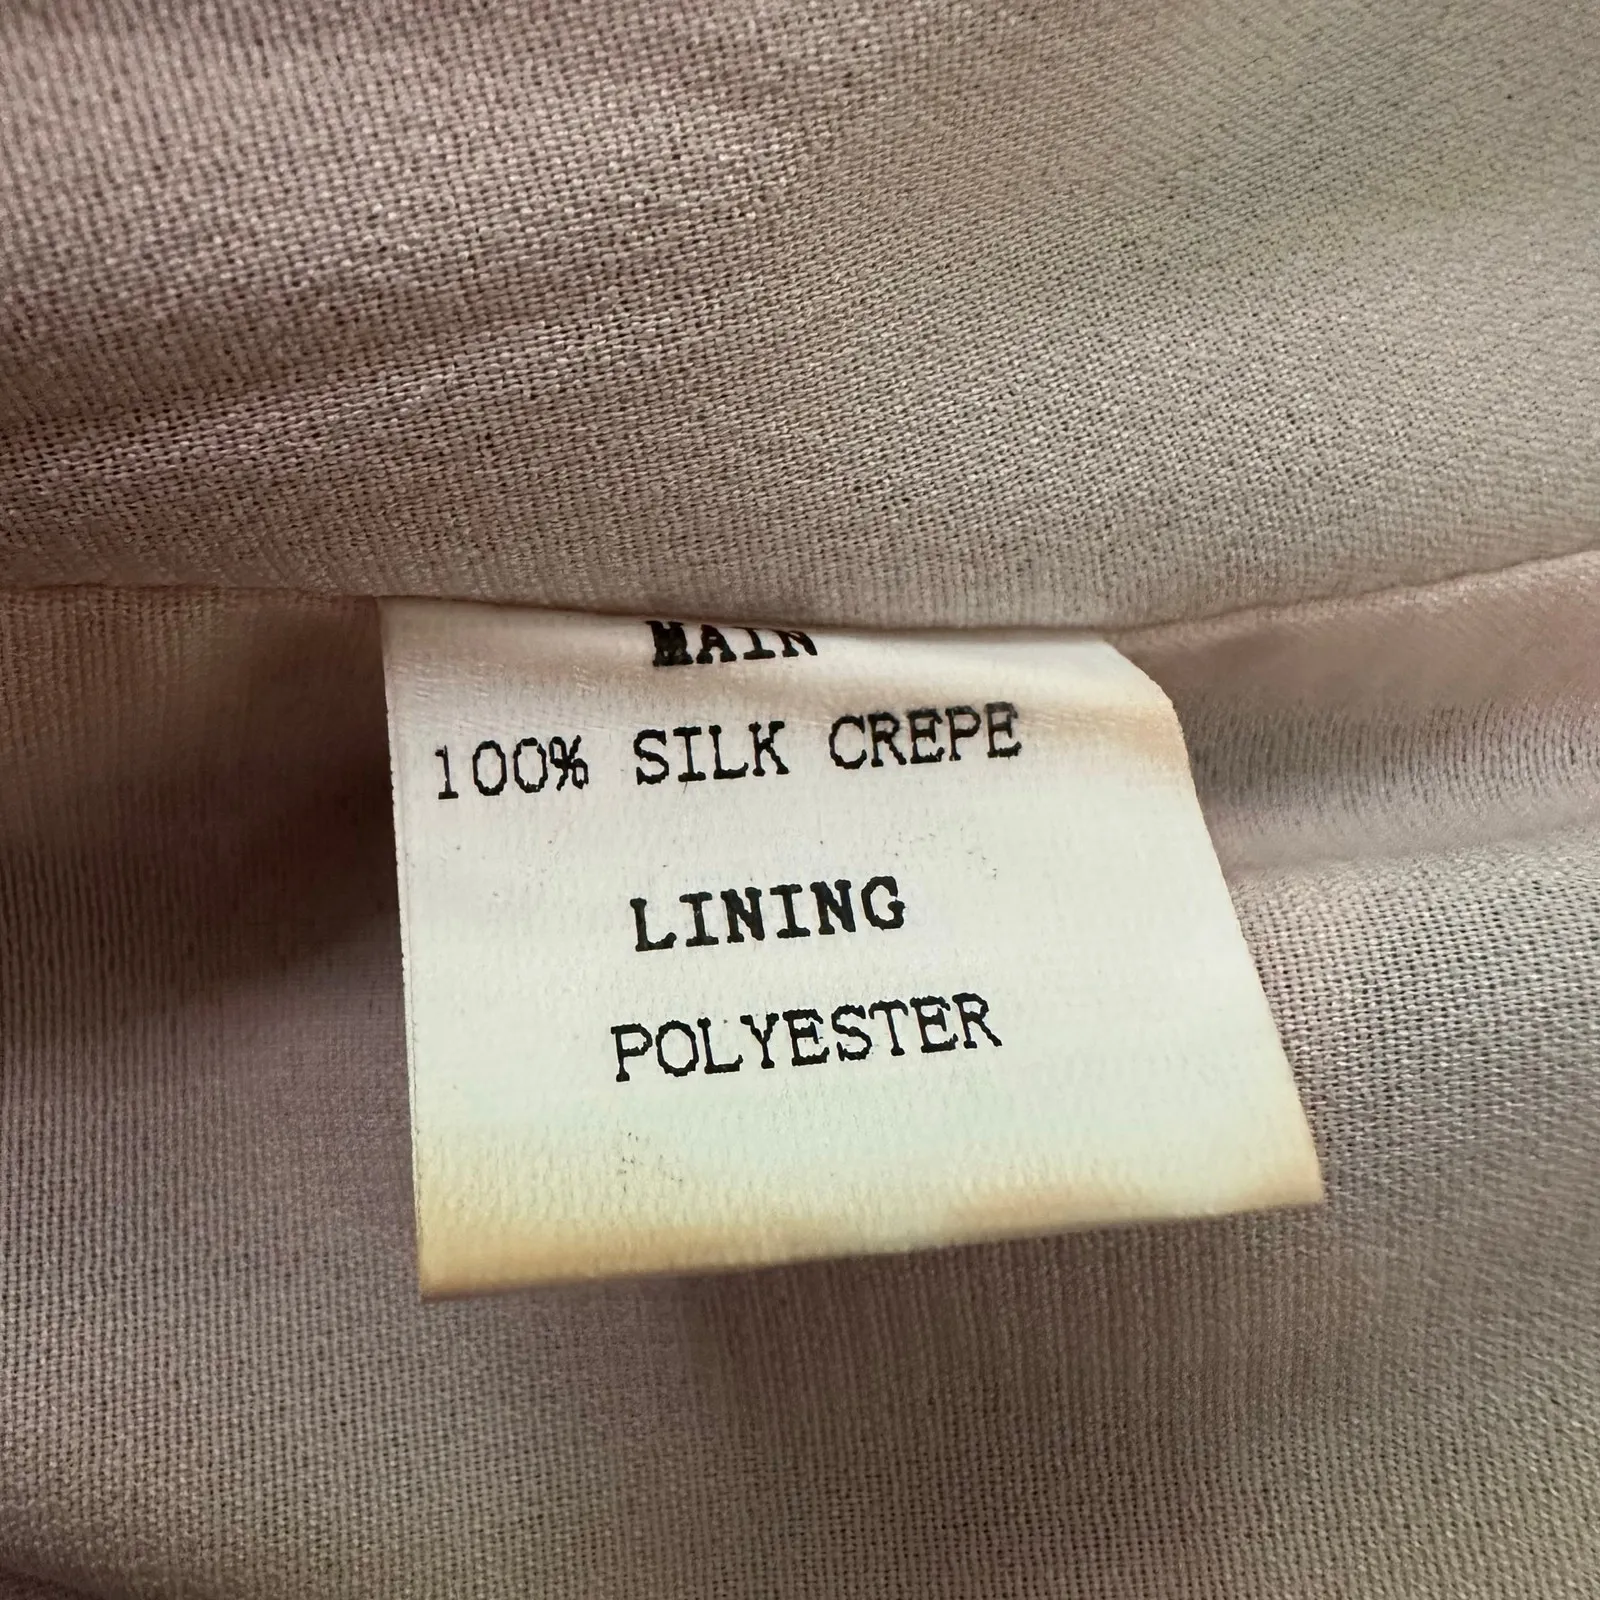 MAIN
100% SILK CREPE
LINING
POLYESTER